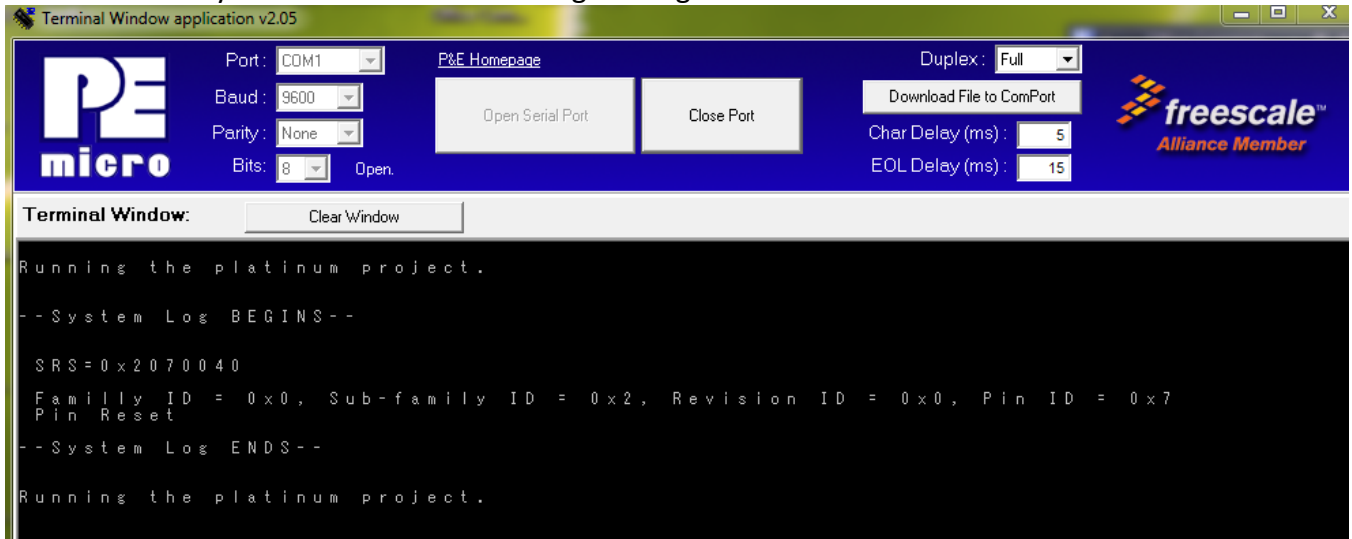 Terminal Window application v2.05
PE
micro
Port: COM1
Baud: 9600
Parity: None
Bits: 8
Open.
P&E Homepage
Open Serial Port
Close Port
Duplex: Full
Download File to ComPort
Char Delay (ms): 5
EOL Delay (ms): 15
freescale™
Alliance Member
Terminal Window:
Clear Window
Running the platinum project.
--System Log BEGINS--
SRS=0x2070040
Familly ID = 0x0, Sub-family ID = 0x2, Revision ID = 0x0, Pin ID = 0x7
Pin Reset
--System Log ENDS--
Running the platinum project.